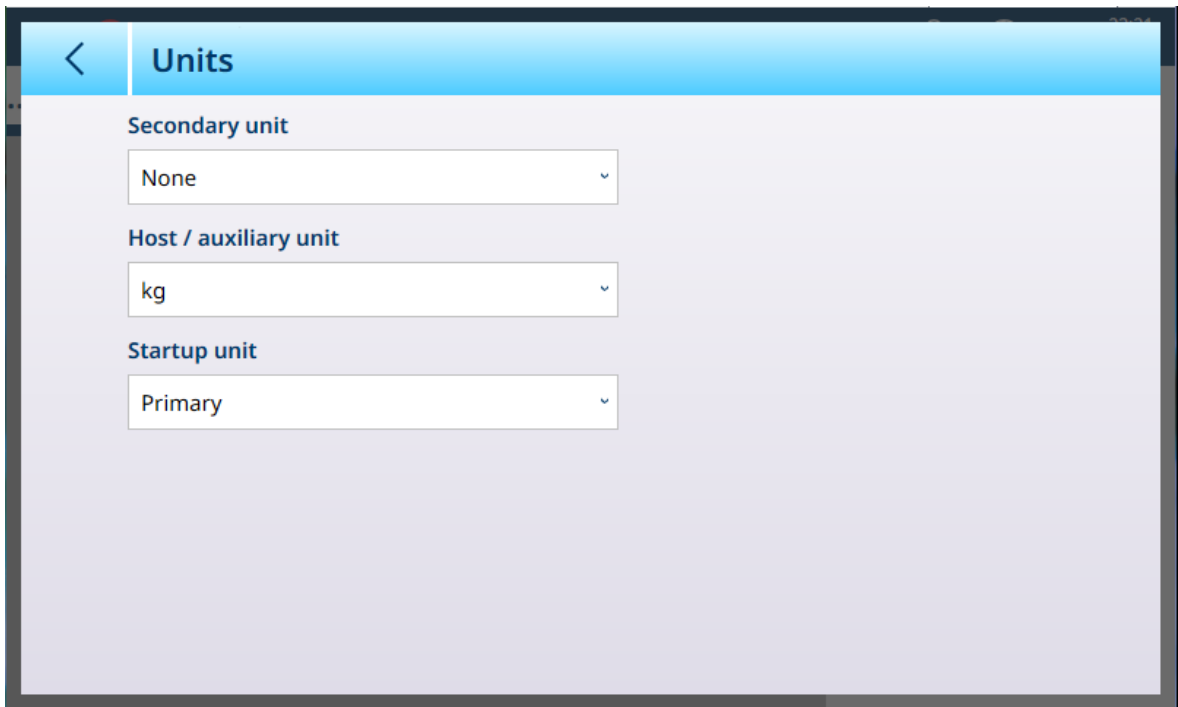 Units
Secondary unit
None
Host / auxiliary unit
kg
Startup unit
Primary